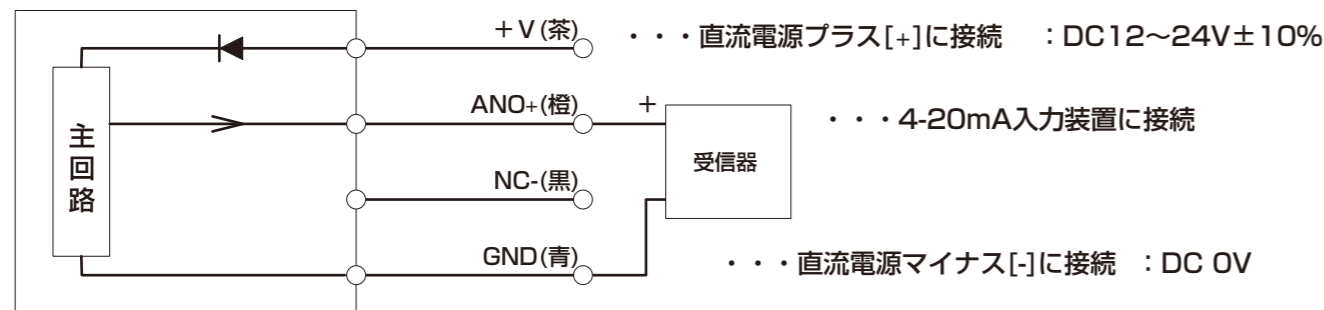 +V(茶) ・・・直流電源プラス[+]に接続 :DC12〜24V±10%
ANO+(橙) + ・・・4-20mA入力装置に接続
主回路
受信器
NC-(黒)
GND(青) ・・・直流電源マイナス[-]に接続 :DC 0V